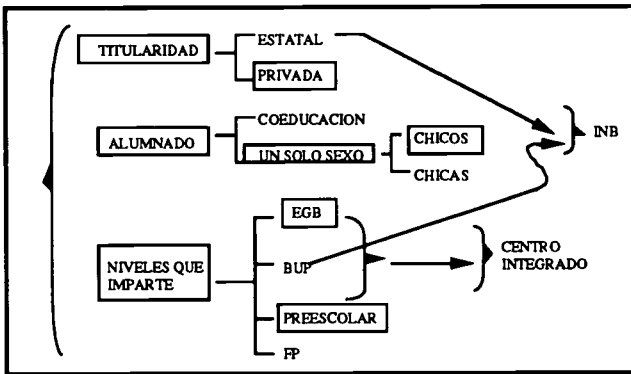 TITULARIDAD
ESTATAL
PRIVADA
ALUMNADO
COEDUCACION
UN SOLO SEXO
CHICOS
CHICAS
INB
NIVELES QUE
IMPARTE
EGB
BUP
PREESCOLAR
FP
CENTRO
INTEGRADO